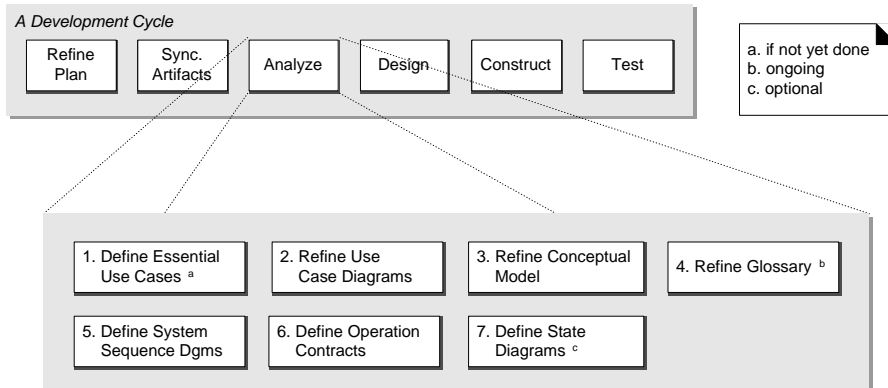 A Development Cycle
Refine
Plan
Sync.
Artifacts
Analyze
Design
Construct
Test
a. if not yet done
b. ongoing
c. optional
1. Define Essential
Use Cases a
2. Refine Use
Case Diagrams
3. Refine Conceptual
Model
4. Refine Glossary b
5. Define System
Sequence Dgms
6. Define Operation
Contracts
7. Define State
Diagrams c